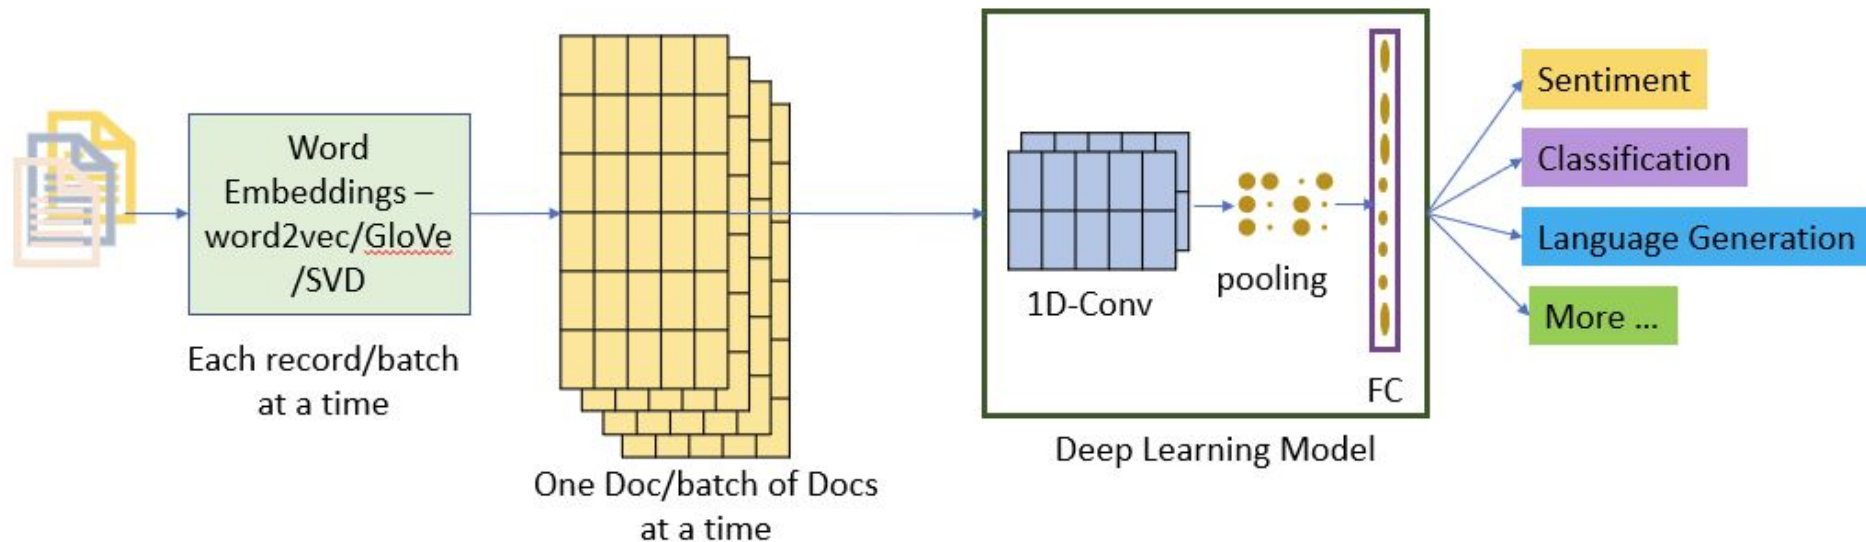 Word
Embeddings –
word2vec/GloVe
/SVD
Each record/batch
at a time
One Doc/batch of Docs
at a time
1D-Conv
pooling
FC
Deep Learning Model
Sentiment
Classification
Language Generation
More ...